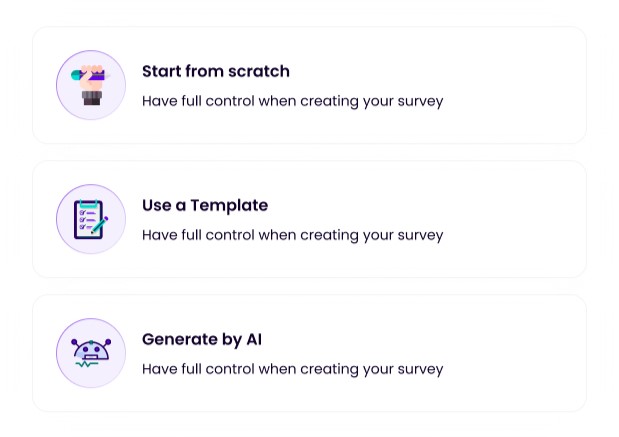 Start from scratch
Have full control when creating your survey
Use a Template
Have full control when creating your survey
Generate by AI
Have full control when creating your survey